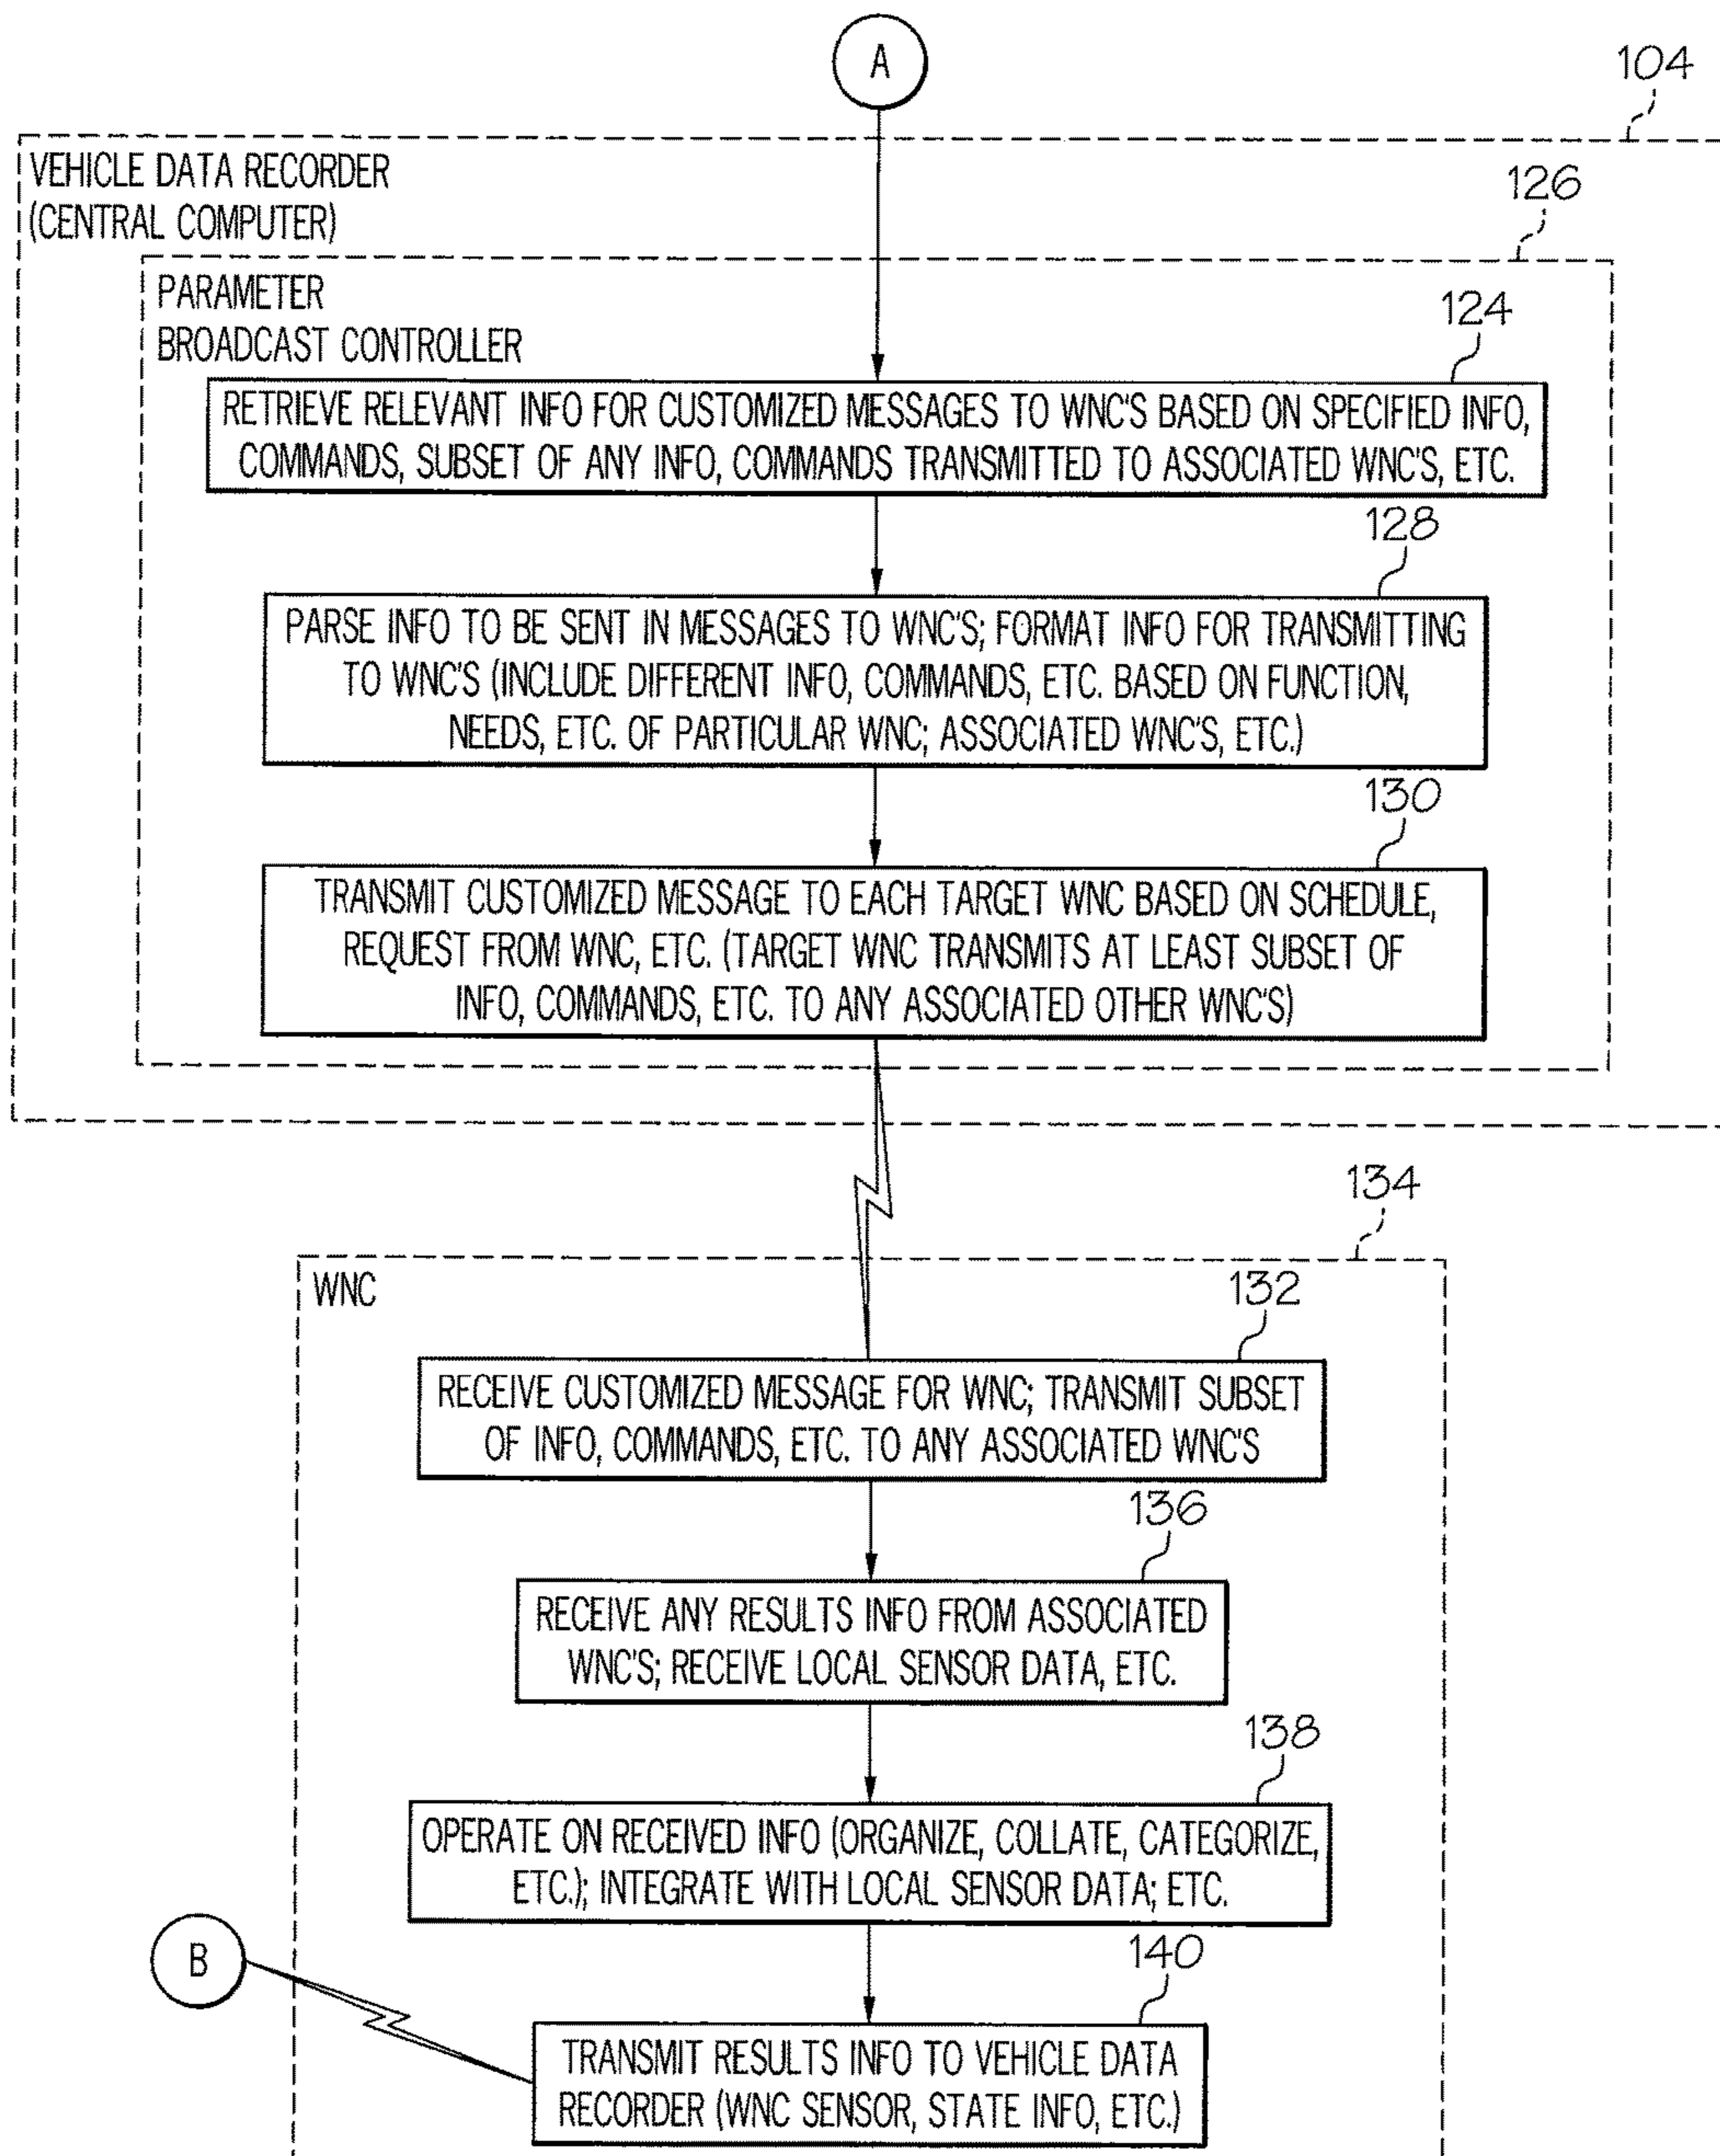 A
104
VEHICLE DATA RECORDER
(CENTRAL COMPUTER)
126
PARAMETER
BROADCAST CONTROLLER
124
RETRIEVE RELEVANT INFO FOR CUSTOMIZED MESSAGES TO WNC'S BASED ON SPECIFIED INFO,
COMMANDS, SUBSET OF ANY INFO, COMMANDS TRANSMITTED TO ASSOCIATED WNC'S, ETC.
128
PARSE INFO TO BE SENT IN MESSAGES TO WNC'S; FORMAT INFO FOR TRANSMITTING
TO WNC'S (INCLUDE DIFFERENT INFO, COMMANDS, ETC. BASED ON FUNCTION,
NEEDS, ETC. OF PARTICULAR WNC; ASSOCIATED WNC'S, ETC.)
130
TRANSMIT CUSTOMIZED MESSAGE TO EACH TARGET WNC BASED ON SCHEDULE,
REQUEST FROM WNC, ETC. (TARGET WNC TRANSMITS AT LEAST SUBSET OF
INFO, COMMANDS, ETC. TO ANY ASSOCIATED OTHER WNC'S)
134
WNC
132
RECEIVE CUSTOMIZED MESSAGE FOR WNC; TRANSMIT SUBSET
OF INFO, COMMANDS, ETC. TO ANY ASSOCIATED WNC'S
136
RECEIVE ANY RESULTS INFO FROM ASSOCIATED
WNC'S; RECEIVE LOCAL SENSOR DATA, ETC.
138
OPERATE ON RECEIVED INFO (ORGANIZE, COLLATE, CATEGORIZE,
ETC.); INTEGRATE WITH LOCAL SENSOR DATA; ETC.
B
140
TRANSMIT RESULTS INFO TO VEHICLE DATA
RECORDER (WNC SENSOR, STATE INFO, ETC.)